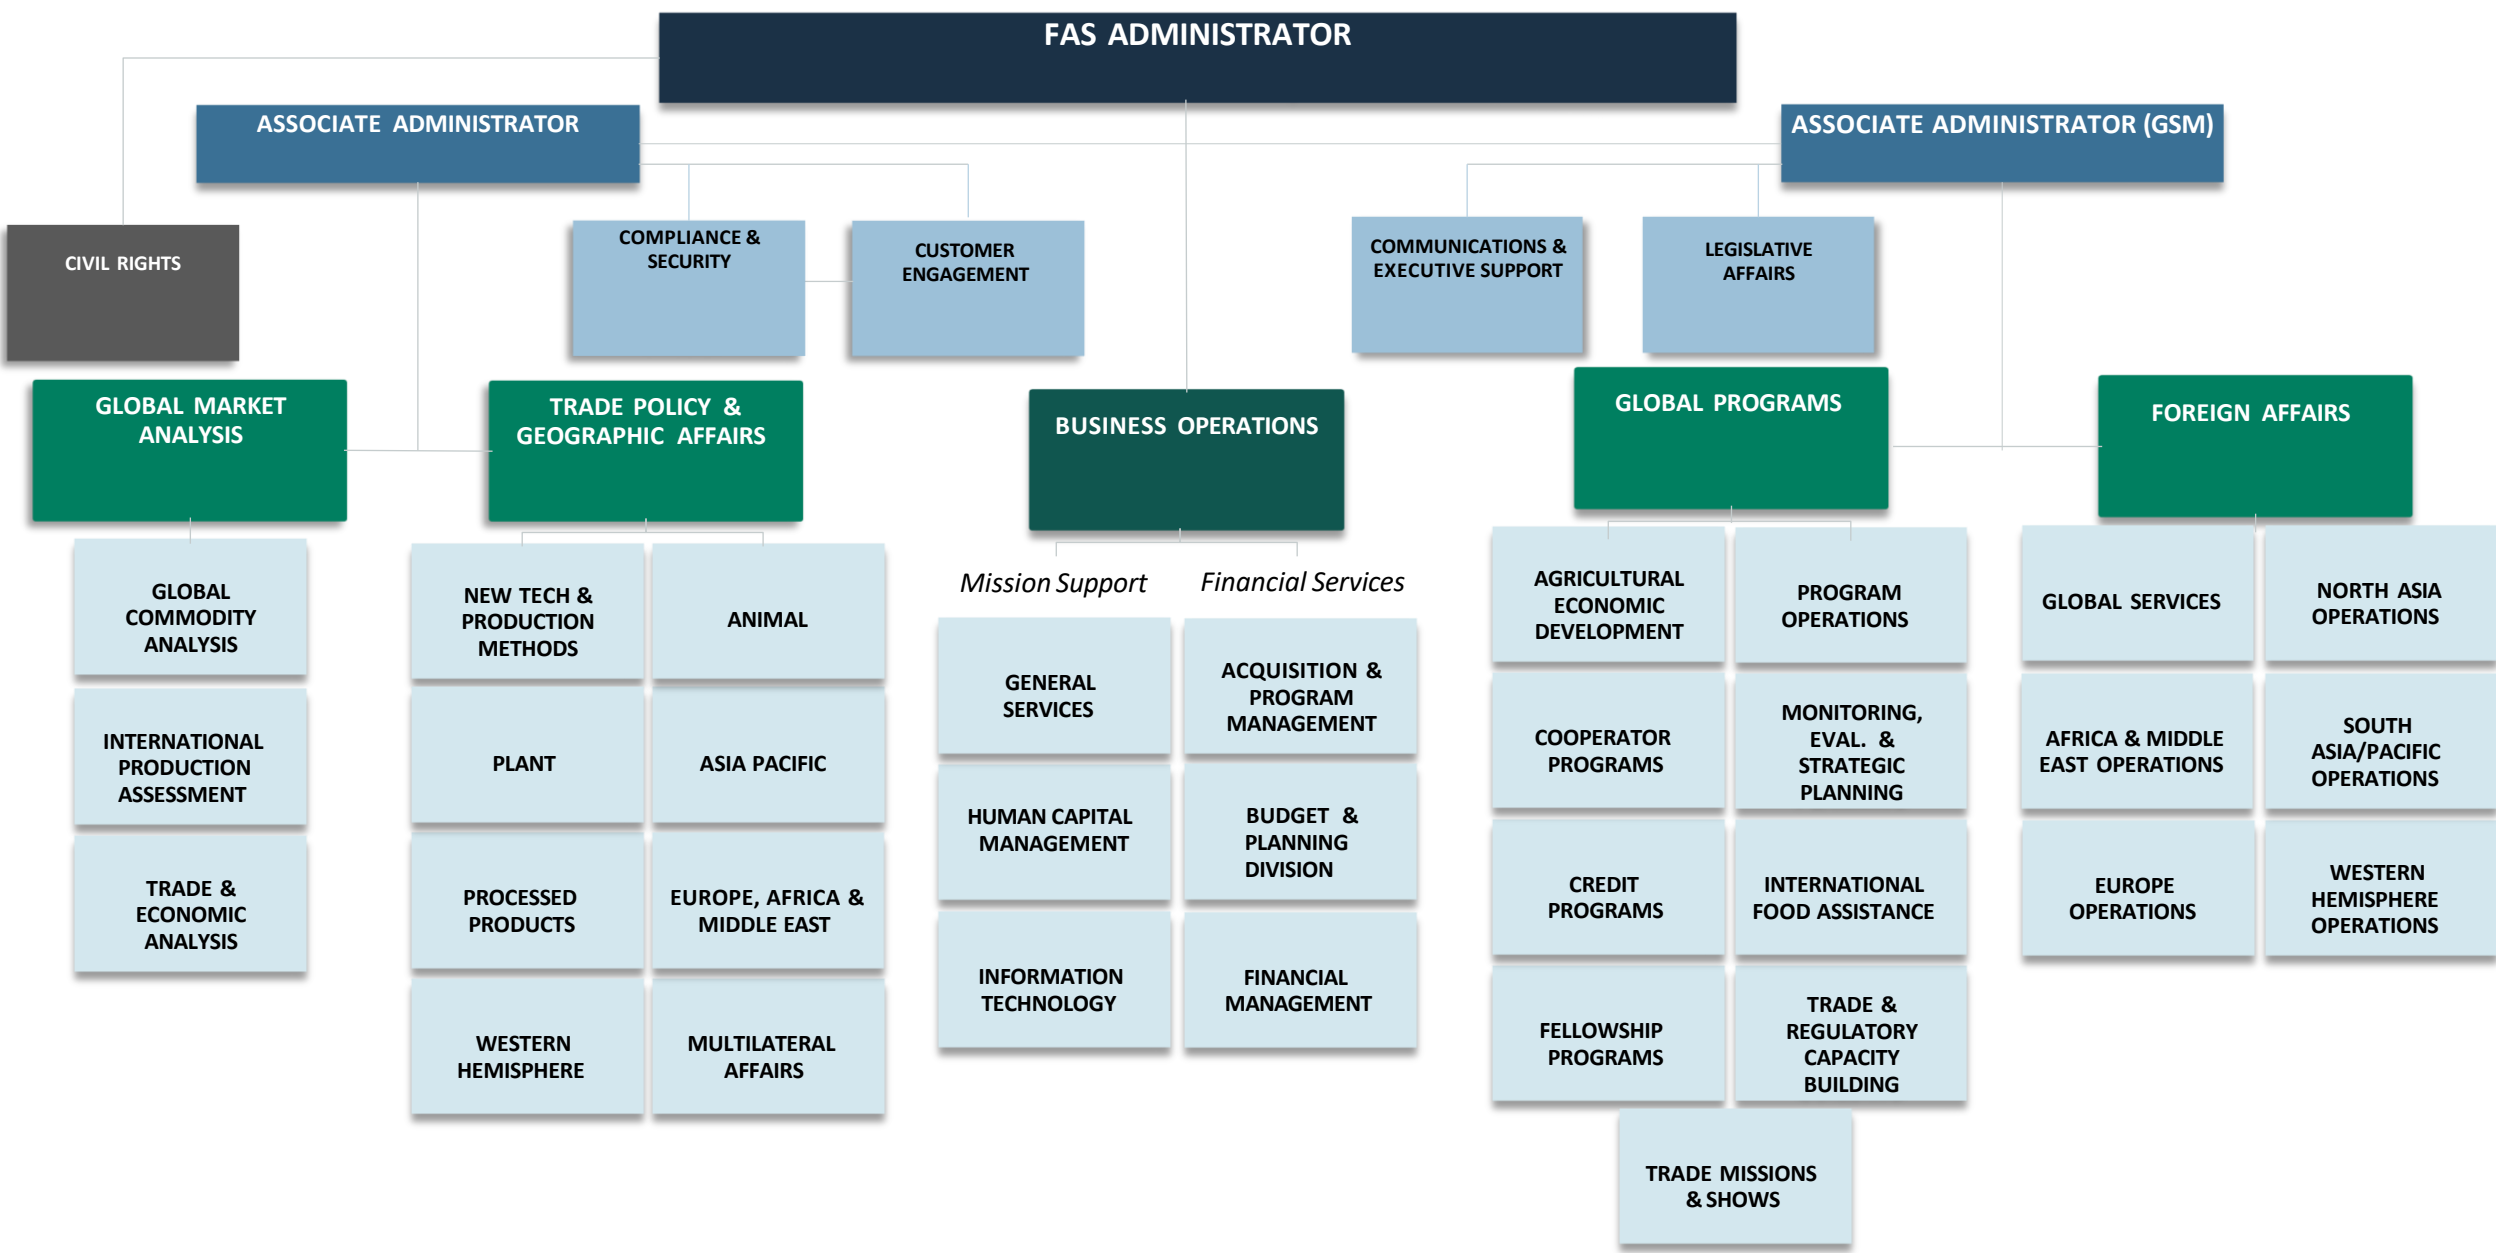 FAS ADMINISTRATOR
ASSOCIATE ADMINISTRATOR
ASSOCIATE ADMINISTRATOR (GSM)
CIVIL RIGHTS
COMPLIANCE &
SECURITY
CUSTOMER
ENGAGEMENT
COMMUNICATIONS &
EXECUTIVE SUPPORT
LEGISLATIVE
AFFAIRS
GLOBAL MARKET
ANALYSIS
TRADE POLICY &
GEOGRAPHIC AFFAIRS
BUSINESS OPERATIONS
GLOBAL PROGRAMS
FOREIGN AFFAIRS
GLOBAL
COMMODITY
ANALYSIS
INTERNATIONAL
PRODUCTION
ASSESSMENT
TRADE &
ECONOMIC
ANALYSIS
NEW TECH &
PRODUCTION
METHODS
ANIMAL
PLANT
ASIA PACIFIC
PROCESSED
PRODUCTS
EUROPE, AFRICA &
MIDDLE EAST
WESTERN
HEMISPHERE
MULTILATERAL
AFFAIRS
Mission Support
Financial Services
GENERAL
SERVICES
ACQUISITION &
PROGRAM
MANAGEMENT
HUMAN CAPITAL
MANAGEMENT
BUDGET &
PLANNING
DIVISION
INFORMATION
TECHNOLOGY
FINANCIAL
MANAGEMENT
AGRICULTURAL
ECONOMIC
DEVELOPMENT
PROGRAM
OPERATIONS
COOPERATOR
PROGRAMS
MONITORING,
EVAL. &
STRATEGIC
PLANNING
CREDIT
PROGRAMS
INTERNATIONAL
FOOD ASSISTANCE
FELLOWSHIP
PROGRAMS
TRADE &
REGULATORY
CAPACITY
BUILDING
TRADE MISSIONS
& SHOWS
GLOBAL SERVICES
NORTH ASIA
OPERATIONS
AFRICA & MIDDLE
EAST OPERATIONS
SOUTH
ASIA/PACIFIC
OPERATIONS
EUROPE
OPERATIONS
WESTERN
HEMISPHERE
OPERATIONS